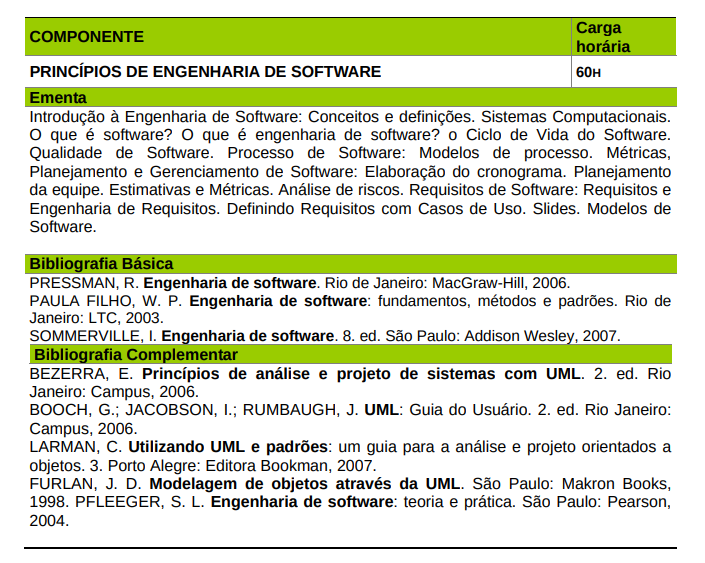 COMPONENTE
Carga
horária
PRINCÍPIOS DE ENGENHARIA DE SOFTWARE
60H
Ementa
Introdução à Engenharia de Software: Conceitos e definições. Sistemas Computacionais.
O que é software? O que é engenharia de software? o Ciclo de Vida do Software.
Qualidade de Software. Processo de Software: Modelos de processo. Métricas,
Planejamento e Gerenciamento de Software: Elaboração do cronograma. Planejamento
da equipe. Estimativas e Métricas. Análise de riscos. Requisitos de Software: Requisitos e
Engenharia de Requisitos. Definindo Requisitos com Casos de Uso. Slides. Modelos de
Software.
Bibliografia Básica
PRESSMAN, R. Engenharia de software. Rio de Janeiro: MacGraw-Hill, 2006.
PAULA FILHO, W. P. Engenharia de software: fundamentos, métodos e padrões. Rio de
Janeiro: LTC, 2003.
SOMMERVILLE, I. Engenharia de software. 8. ed. São Paulo: Addison Wesley, 2007.
Bibliografia Complementar
BEZERRA, E. Princípios de análise e projeto de sistemas com UML. 2. ed. Rio
Janeiro: Campus, 2006.
BOOCH, G.; JACOBSON, I.; RUMBAUGH, J. UML: Guia do Usuário. 2. ed. Rio Janeiro:
Campus, 2006.
LARMAN, C. Utilizando UML e padrões: um guia para a análise e projeto orientados a
objetos. 3. Porto Alegre: Editora Bookman, 2007.
FURLAN, J. D. Modelagem de objetos através da UML. São Paulo: Makron Books,
1998. PFLEEGER, S. L. Engenharia de software: teoria e prática. São Paulo: Pearson,
2004.